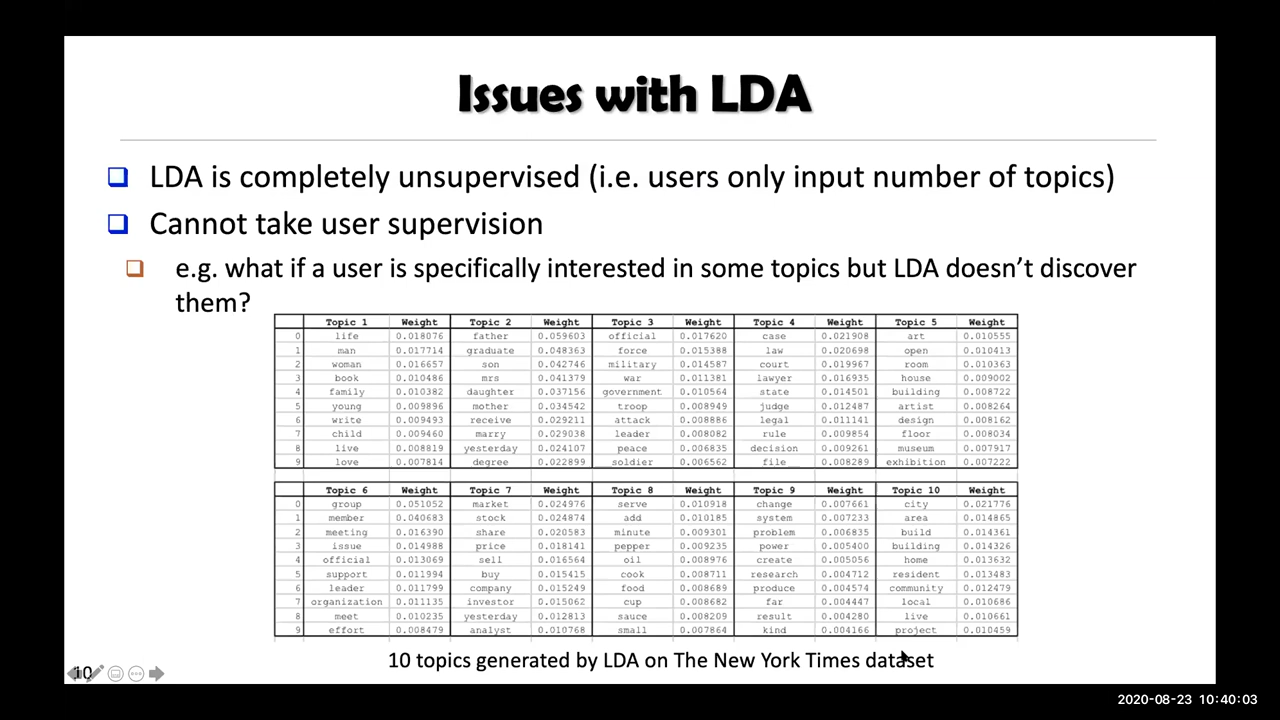 Issues with LDA
LDA is completely unsupervised (i.e. users only input number of topics)
Cannot take user supervision
e.g. what if a user is specifically interested in some topics but LDA doesn't discover
them?
Topic 1 Weight Topic 2 Weight Topic 3 Weight Topic 4 Weight Topic 5 Weight
0 life 0.018076 father 0.059603 official 0.017620 case 0.021908 art 0.010555
1 man 0.017714 graduate 0.048363 force 0.015388 law 0.020698 open 0.010413
2 woman 0.016657 son 0.042746 military 0.014587 court 0.019967 room 0.010363
3 book 0.010486 mrs 0.041379 war 0.011381 lawyer 0.016935 house 0.009002
4 family 0.010382 daughter 0.037156 government 0.010564 state 0.014501 building 0.008722
5 young 0.009896 mother 0.034542 troop 0.008949 judge 0.012487 artist 0.008264
6 write 0.009493 receive 0.029211 attack 0.008886 legal 0.011141 design 0.008162
7 child 0.009460 marry 0.029038 leader 0.008082 rule 0.009854 floor 0.008034
8 live 0.008819 yesterday 0.024107 peace 0.006835 decision 0.009261 museum 0.007917
9 love 0.007814 degree 0.022899 soldier 0.006562 file 0.008289 exhibition 0.007222
Topic 6 Weight Topic 7 Weight Topic 8 Weight Topic 9 Weight Topic 10 Weight
0 group 0.051052 market 0.024976 serve 0.010918 change 0.007661 city 0.021776
1 member 0.040683 stock 0.024874 add 0.010185 system 0.007233 area 0.014865
2 meeting 0.016390 share 0.020583 minute 0.009301 problem 0.006835 build 0.014361
3 issue 0.014988 price 0.018141 pepper 0.009235 power 0.005400 building 0.014326
4 official 0.013069 sell 0.016564 oil 0.008976 create 0.005056 home 0.013632
5 support 0.011994 buy 0.015415 cook 0.008711 research 0.004712 resident 0.013483
6 leader 0.011799 company 0.015249 food 0.008689 produce 0.004574 community 0.012479
7 organization 0.011135 investor 0.015062 cup 0.008682 far 0.004447 local 0.010686
8 meet 0.010235 yesterday 0.012813 sauce 0.008209 result 0.004280 live 0.010661
9 effort 0.008479 analyst 0.010768 small 0.007864 kind 0.004166 project 0.010459
10 topics generated by LDA on The New York Times dataset
10
2020-08-23 10:40:03